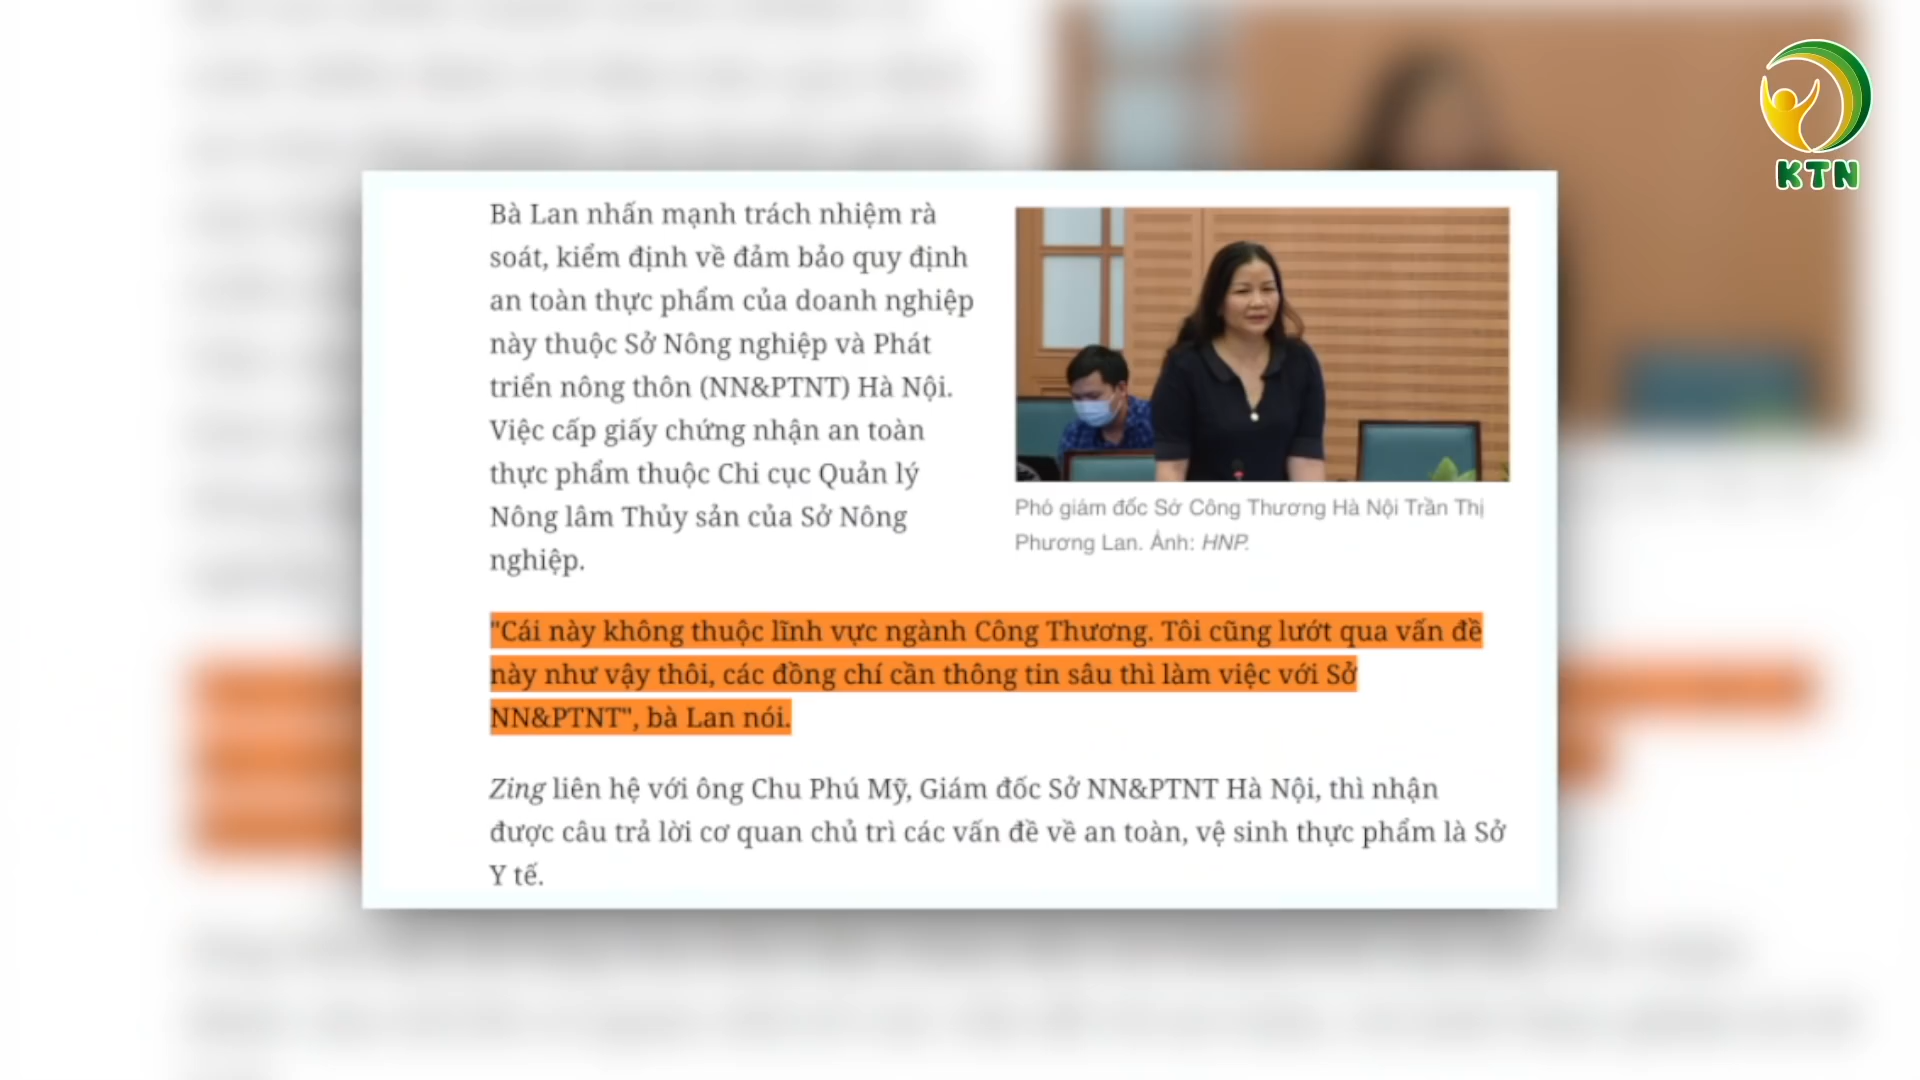 KTN
Bà Lan nhấn mạnh trách nhiệm rà
soát, kiểm định về đảm bảo quy định
an toàn thực phẩm của doanh nghiệp
này thuộc Sở Nông nghiệp và Phát
triển nông thôn (NN&PTNT) Hà Nội.
Việc cấp giấy chứng nhận an toàn
thực phẩm thuộc Chi cục Quản lý
Nông lâm Thủy sản của Sở Nông
nghiệp.
Phó giám đốc Sở Công Thương Hà Nội Trần Thị
Phương Lan. Ảnh: HNP.
"Cái này không thuộc lĩnh vực ngành Công Thương. Tôi cũng lướt qua vấn đề
này như vậy thôi, các đồng chí cần thông tin sâu thì làm việc với Sở
NN&PTNT", bà Lan nói.
Zing liên hệ với ông Chu Phú Mỹ, Giám đốc Sở NN&PTNT Hà Nội, thì nhận
được câu trả lời cơ quan chủ trì các vấn đề về an toàn, vệ sinh thực phẩm là Sở
Y tế.